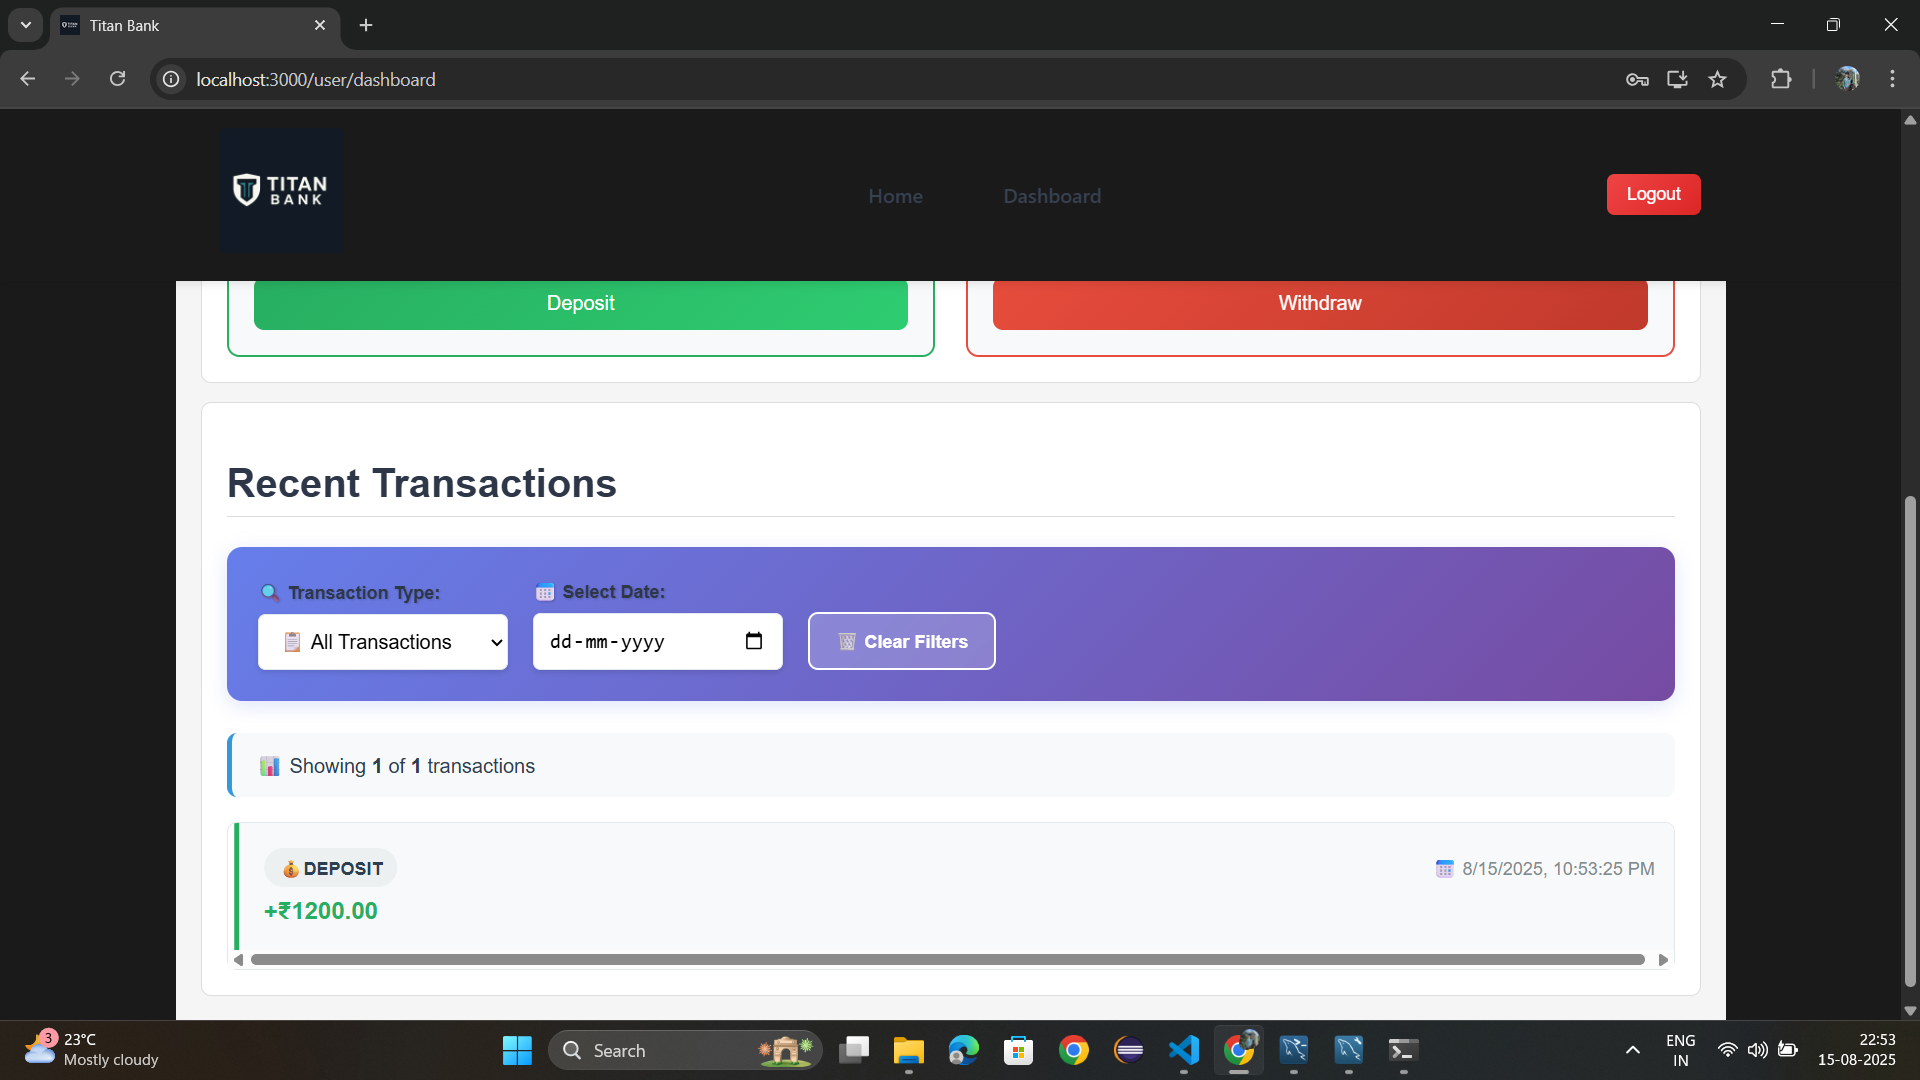 Titan Bank
localhost:3000/user/dashboard
TITAN
BANK
Home
Dashboard
Logout
Deposit
Withdraw
Recent Transactions
Transaction Type:
Select Date:
All Transactions
dd-mm-yyyy
Clear Filters
Showing 1 of 1 transactions
DEPOSIT
8/15/2025, 10:53:25 PM
+₹1200.00
3
23°C
Mostly cloudy
Search
ENG
IN
22:53
15-08-2025